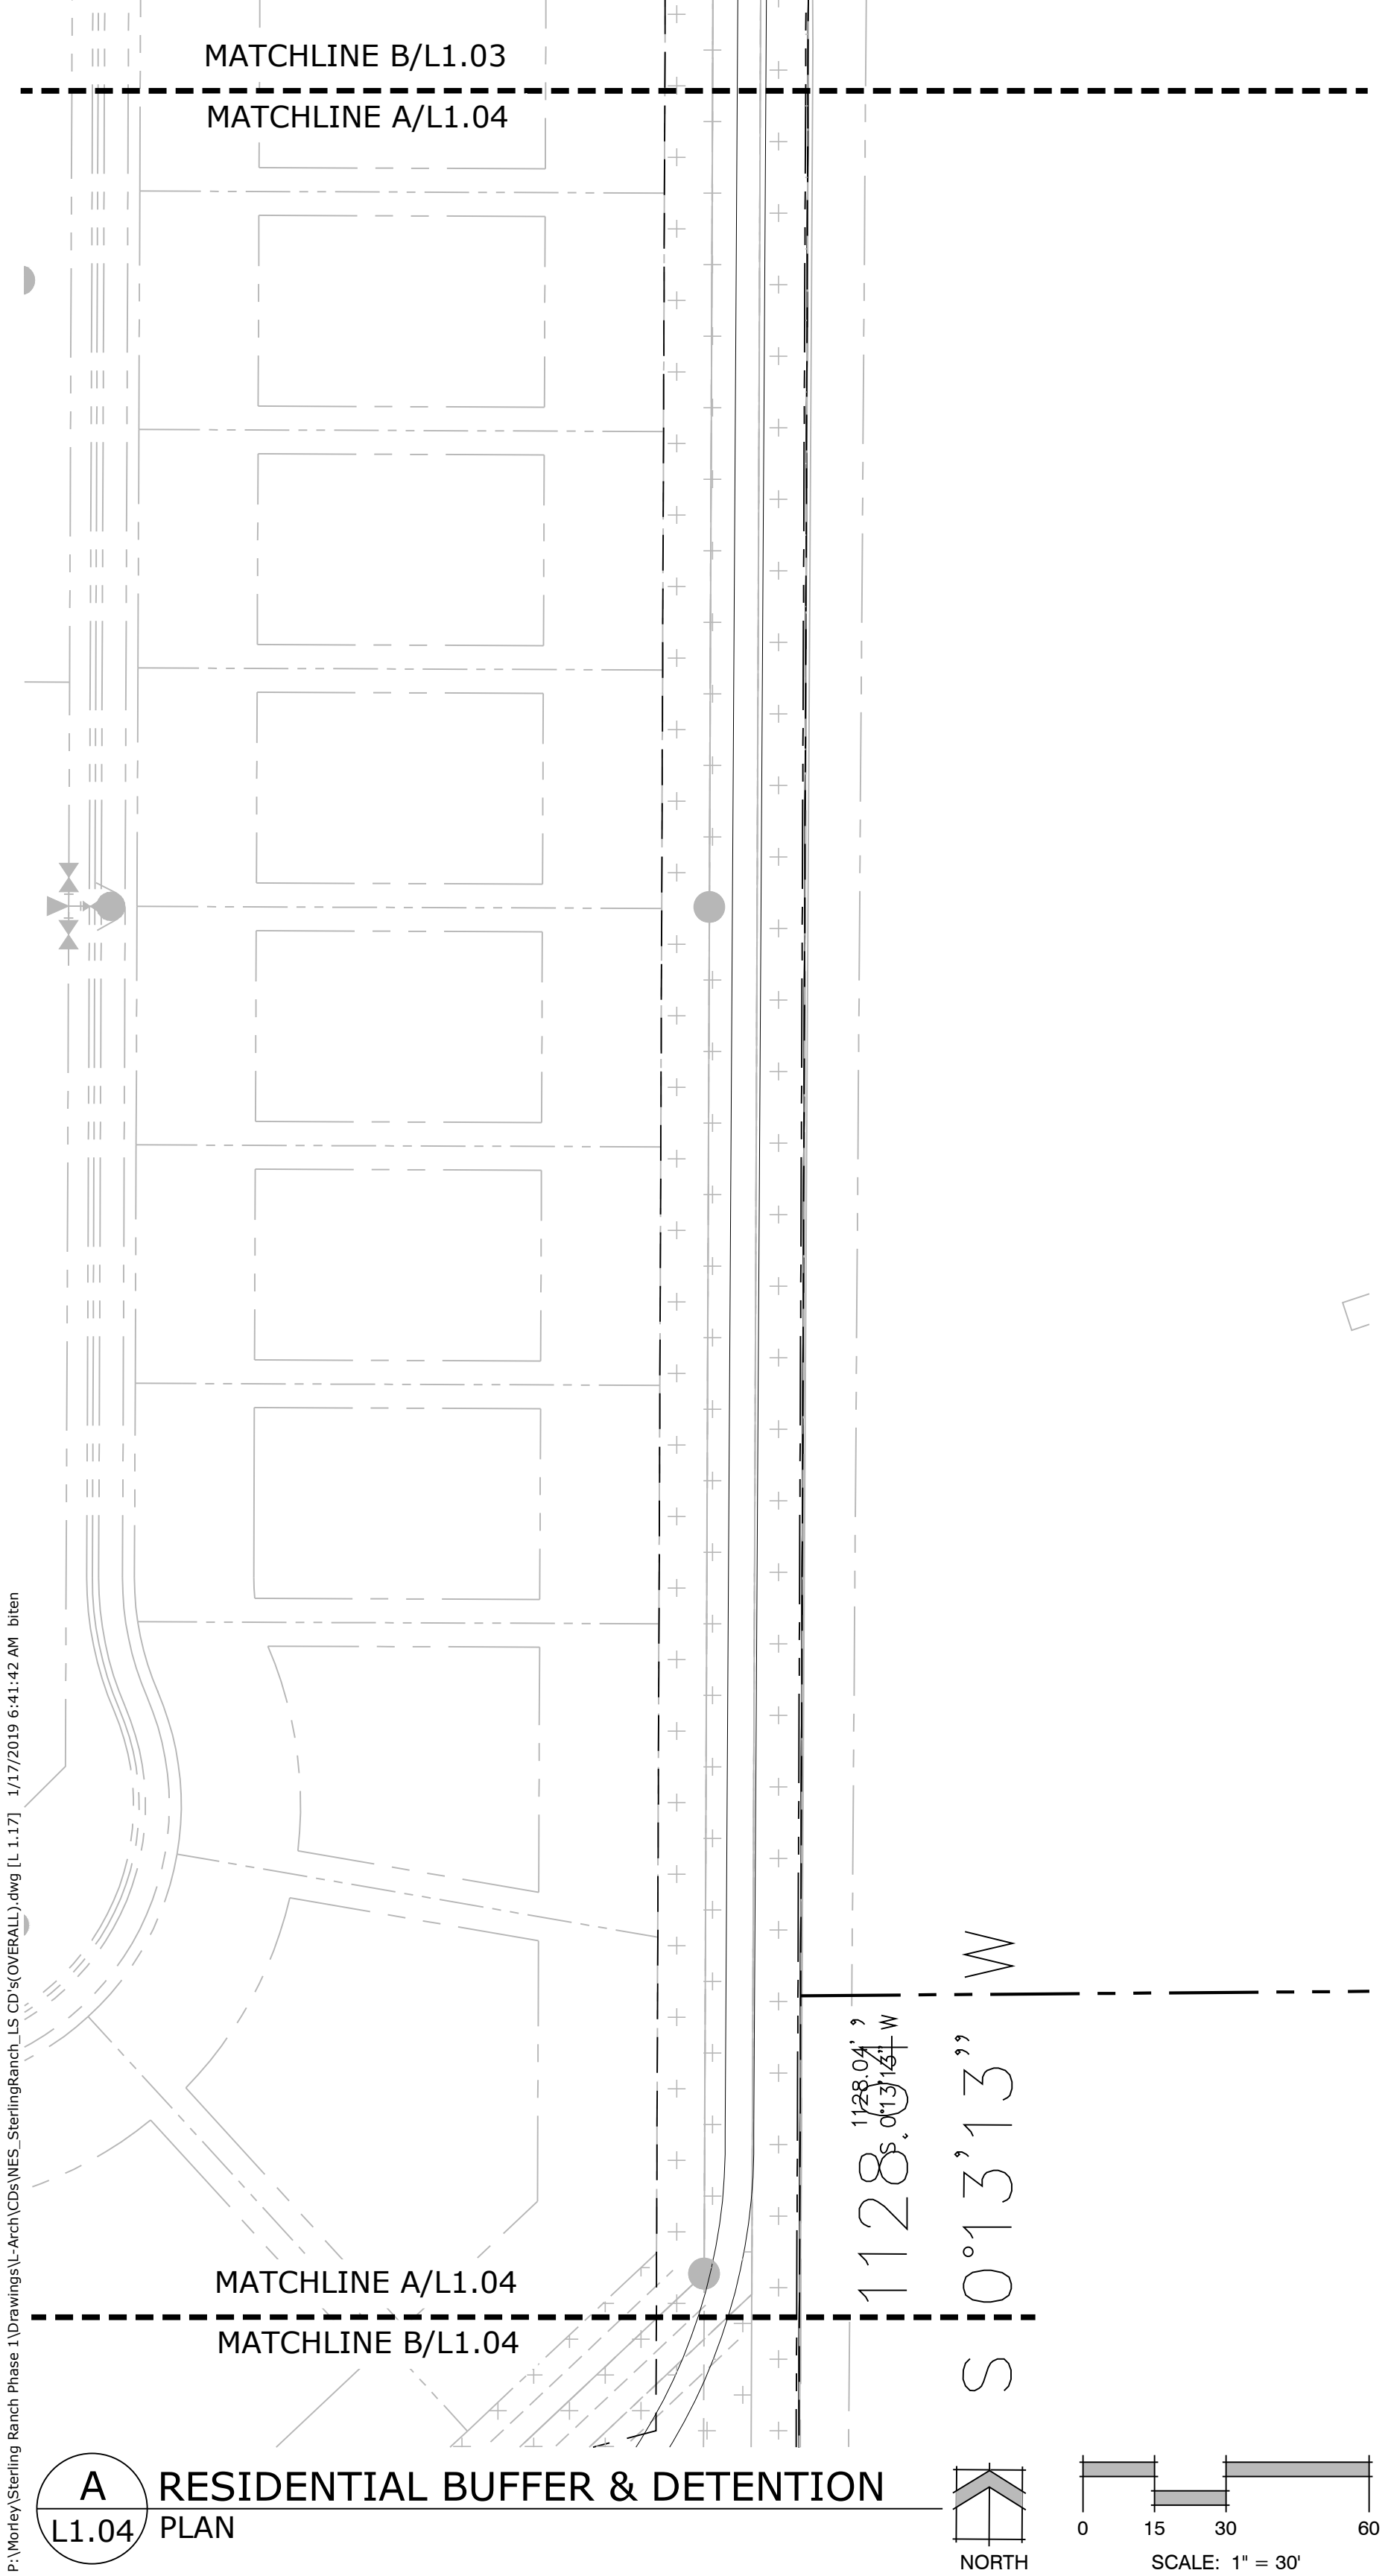 MATCHLINE B/L1.03
MATCHLINE A/L1.04
P:\Morley\Sterling Ranch Phase 1\Drawings\L-Arch\CDs\NES_SterlingRanch_LS CD's(OVERALL).dwg [L 1.17] 1/17/2019 6:41:42 AM biten
1128.04'
S 0°13'13" W
1128.04'
S 0°13'13" W
MATCHLINE A/L1.04
MATCHLINE B/L1.04
A
L1.04
RESIDENTIAL BUFFER & DETENTION
PLAN
NORTH
0 15 30 60
SCALE: 1" = 30'